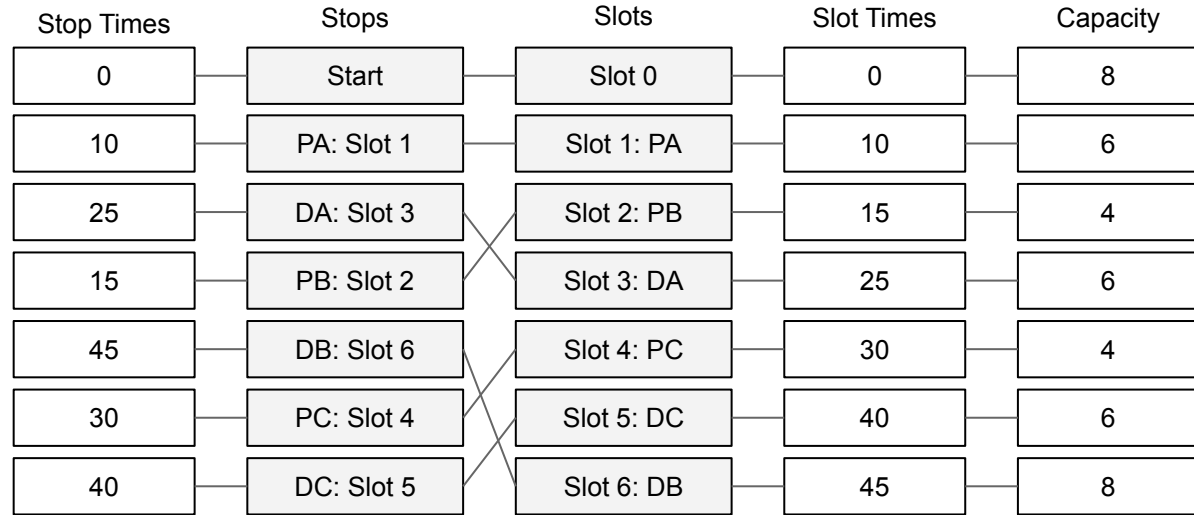 Stop Times Stops Slots Slot Times Capacity
0 Start Slot 0 0 8
10 PA: Slot 1 Slot 1: PA 10 6
25 DA: Slot 3 Slot 2: PB 15 4
15 PB: Slot 2 Slot 3: DA 25 6
45 DB: Slot 6 Slot 4: PC 30 4
30 PC: Slot 4 Slot 5: DC 40 6
40 DC: Slot 5 Slot 6: DB 45 8